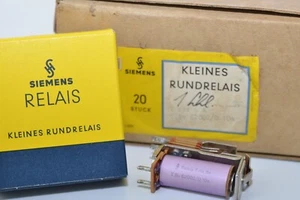 SIEMENS
RELAIS
KLEINES RUNDRELAIS
SIEMENS
20
STÜCK
KLEINES
RUNDRELAIS